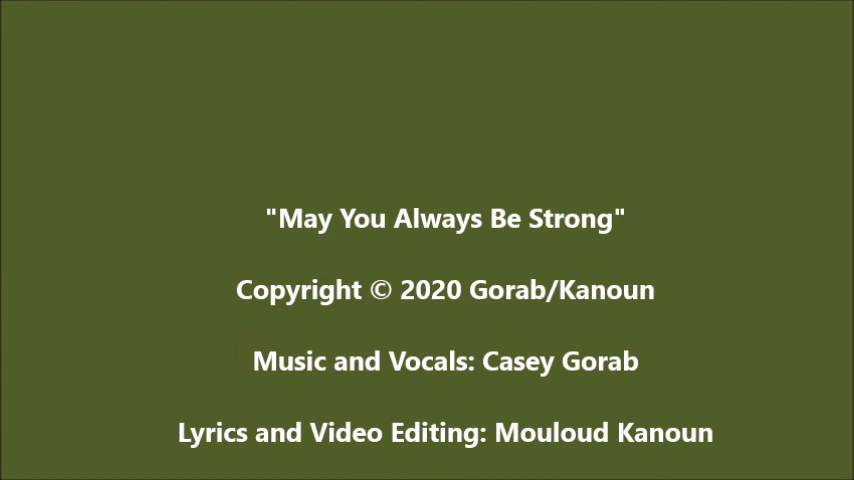 "May You Always Be Strong"
Copyright © 2020 Gorab/Kanoun
Music and Vocals: Casey Gorab
Lyrics and Video Editing: Mouloud Kanoun